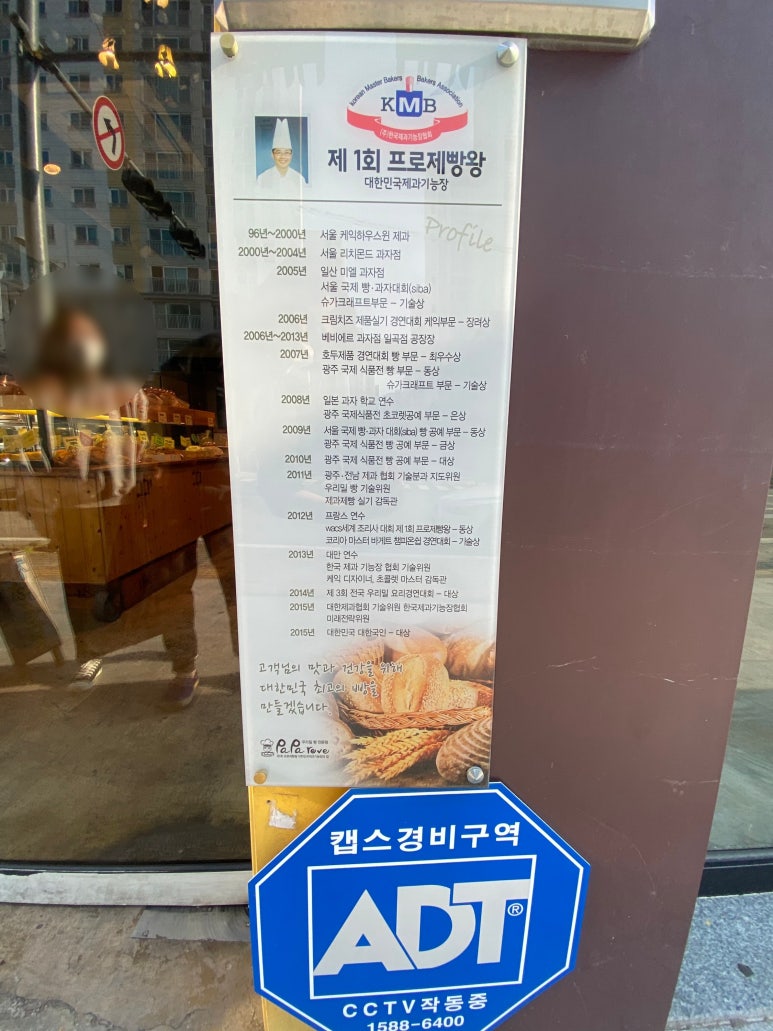 Korean Master Bakers Bakers Association
KMB
(주)한국제과기능장협회
제 1회 프로제빵왕
대한민국제과기능장
Profile
96년~2000년 서울 케익하우스윈 제과
2000년~2004년 서울 리치몬드 과자점
2005년 일산 미엘 과자점
서울 국제 빵·과자대회(siba)
슈가크래프트부문 - 기술상
2006년 크림치즈 제품실기 경연대회 케익부문 - 장려상
2006년~2013년 베비에르 과자점 일곡점 공장장
2007년 호두제품 경연대회 빵 부문 - 최우수상
광주 국제 식품전 빵 부문 - 동상
슈가크래프트 부문 - 기술상
2008년 일본 과자 학교 연수
광주 국제식품전 초코렛공예 부문 - 은상
2009년 서울 국제 빵·과자 대회(siba) 빵 공예 부문 - 동상
광주 국제 식품전 빵 공예 부문 - 금상
2010년 광주 국제 식품전 빵 공예 부문 - 대상
2011년 광주·전남 제과 협회 기술분과 지도위원
우리밀 빵 기술위원
제과제빵 실기 감독관
2012년 프랑스 연수
wacs세계 조리사 대회 제 1회 프로제빵왕 - 동상
코리아 마스터 바게트 챔피온쉽 경연대회 - 기술상
2013년 대만 연수
한국 제과 기능장 협회 기술위원
케익 디자이너, 초콜렛 마스터 감독관
2014년 제 3회 전국 우리밀 요리경연대회 - 대상
2015년 대한제과협회 기술위원 한국제과기능장협회
미래전략위원
2015년 대한민국 대한국인 - 대상
고객님의 맛과 건강을 위해
대한민국 최고의 빵을
만들겠습니다
우리밀 빵 전문점
PaPa Rove
캡스경비구역
ADT®
CCTV작동중
1588-6400